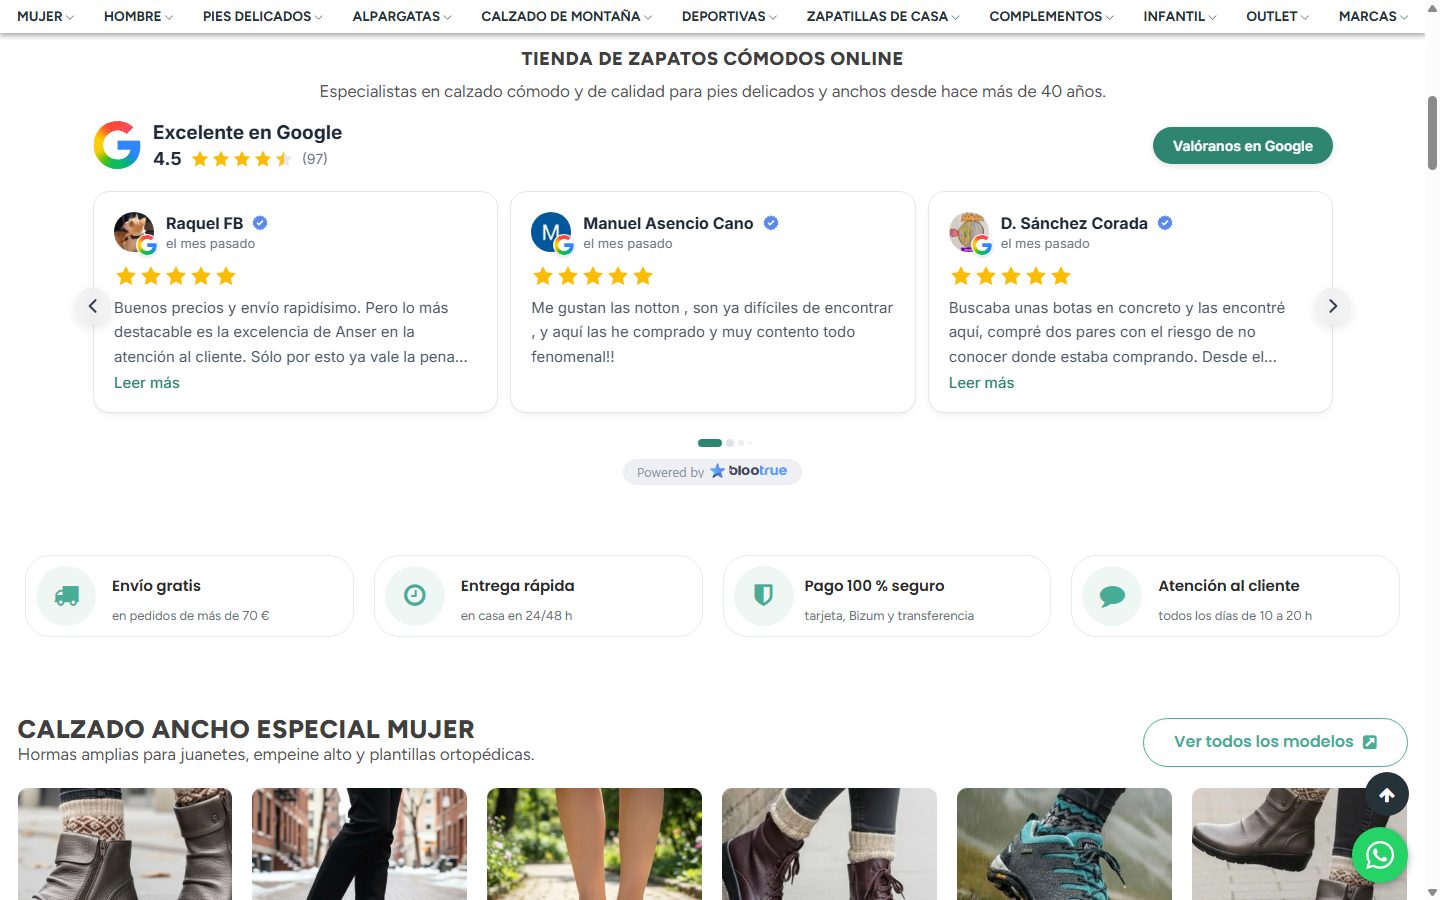 MUJER HOMBRE PIES DELICADOS ALPARGATAS CALZADO DE MONTAÑA DEPORTIVAS ZAPATILLAS DE CASA COMPLEMENTOS INFANTIL OUTLET MARCAS
TIENDA DE ZAPATOS CÓMODOS ONLINE
Especialistas en calzado cómodo y de calidad para pies delicados y anchos desde hace más de 40 años.
Excelente en Google
4.5 (97)
Valóranos en Google
Raquel FB
el mes pasado
Buenos precios y envío rapidísimo. Pero lo más
destacable es la excelencia de Anser en la
atención al cliente. Sólo por esto ya vale la pena...
Leer más
M
Manuel Asencio Cano
el mes pasado
Me gustan las notton , son ya difíciles de encontrar
, y aquí las he comprado y muy contento todo
fenomenal!!
D. Sánchez Corada
el mes pasado
Buscaba unas botas en concreto y las encontré
aquí, compré dos pares con el riesgo de no
conocer donde estaba comprando. Desde el...
Leer más
Powered by blootrue
Envío gratis
en pedidos de más de 70 €
Entrega rápida
en casa en 24/48 h
Pago 100 % seguro
tarjeta, Bizum y transferencia
Atención al cliente
todos los días de 10 a 20 h
CALZADO ANCHO ESPECIAL MUJER
Hormas amplias para juanetes, empeine alto y plantillas ortopédicas.
Ver todos los modelos